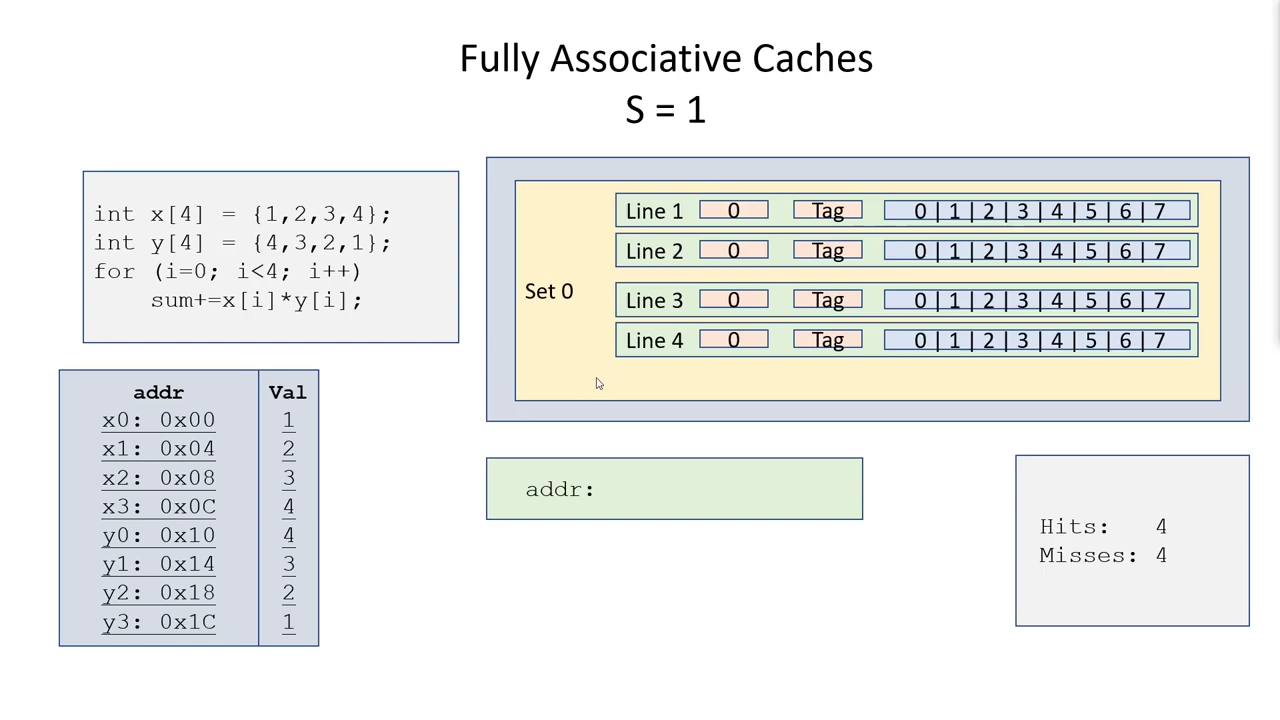 Fully Associative Caches
S = 1
int x[4] = {1,2,3,4};
int y[4] = {4,3,2,1};
for (i=0; i<4; i++)
sum+=x[i]*y[i];
Set 0
Line 1 0 Tag 0 | 1 | 2 | 3 | 4 | 5 | 6 | 7
Line 2 0 Tag 0 | 1 | 2 | 3 | 4 | 5 | 6 | 7
Line 3 0 Tag 0 | 1 | 2 | 3 | 4 | 5 | 6 | 7
Line 4 0 Tag 0 | 1 | 2 | 3 | 4 | 5 | 6 | 7
addr Val
x0: 0x00 1
x1: 0x04 2
x2: 0x08 3
x3: 0x0C 4
y0: 0x10 4
y1: 0x14 3
y2: 0x18 2
y3: 0x1C 1
addr:
Hits: 4
Misses: 4